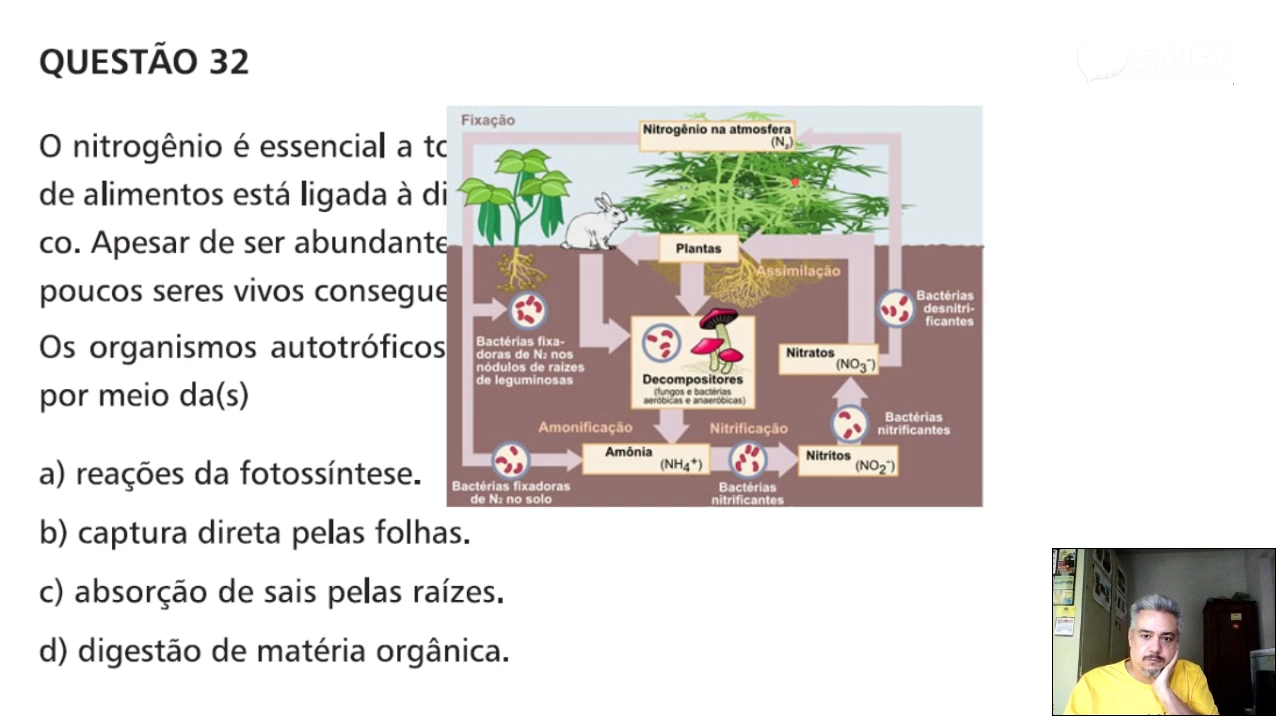 QUESTÃO 32
O nitrogênio é essencial a
de alimentos está ligada à
co. Apesar de ser abundante
poucos seres vivos
Os organismos autotróficos
por meio da(s)
a) reações da fotossíntese.
b) captura direta pelas folhas.
c) absorção de sais pelas raízes.
d) digestão de matéria orgânica.
Fixação
Nitrogênio na atmosfera
(N₂)
Plantas
Assimilação
Bactérias
desnitri-
ficantes
Bactérias fixa-
doras de N₂ nos
nódulos de raízes
de leguminosas
Decompositores
(fungos e bactérias
aeróbicas e anaeróbicas)
Nitratos
(NO₃⁻)
Bactérias
nitrificantes
Amonificação
Nitrificação
Amônia
(NH₄⁺)
Nitritos
(NO₂⁻)
Bactérias fixadoras
de N₂ no solo
Bactérias
nitrificantes